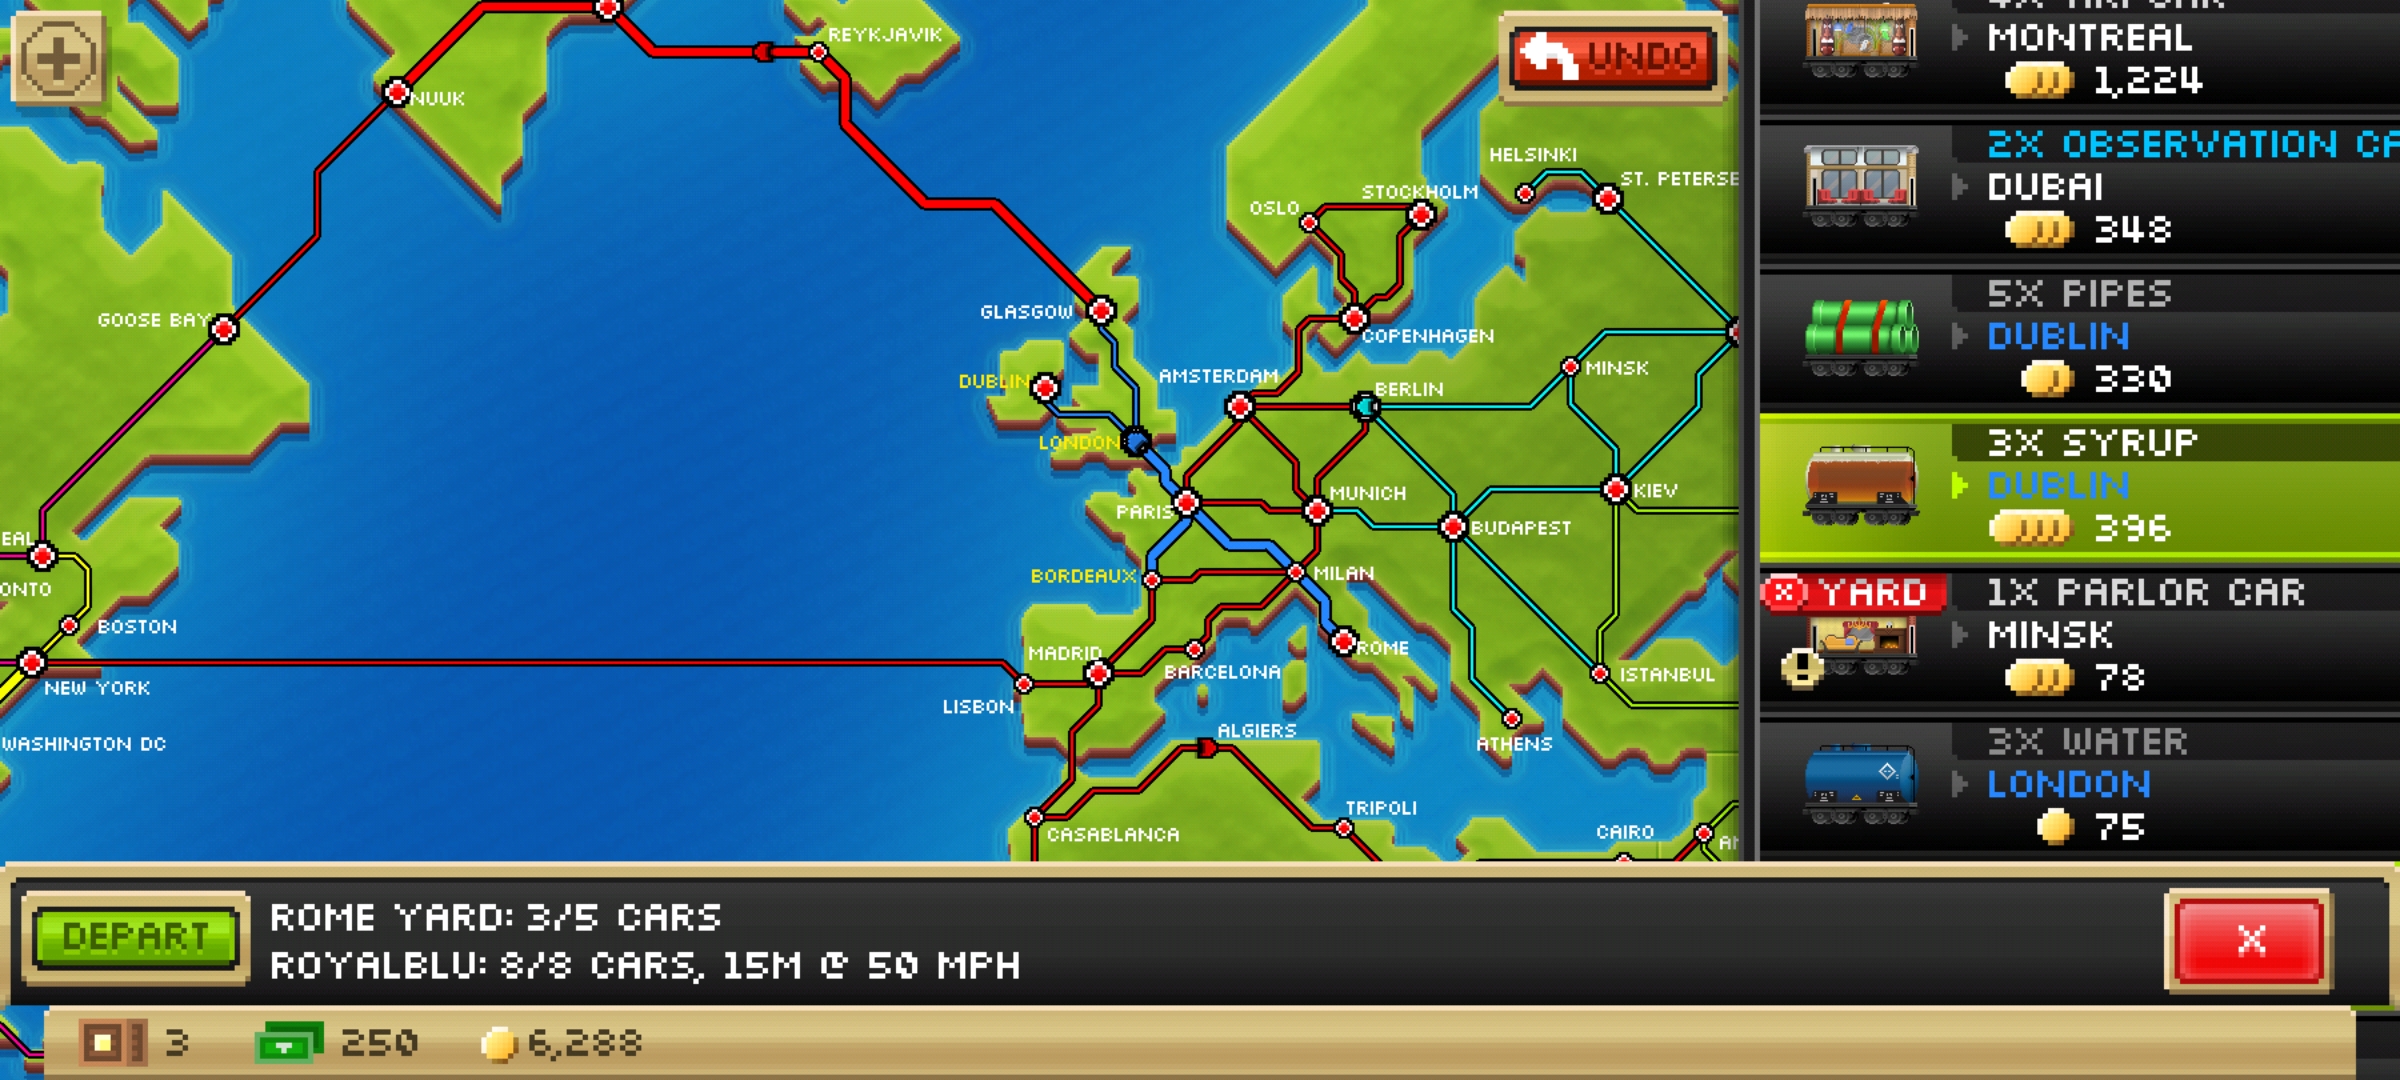 REYKJAVIK
UNDO
NUUK
HELSINKI
ST. PETERSE
STOCKHOLM
OSLO
GOOSE BAY
GLASGOW
COPENHAGEN
AMSTERDAM
DUBLIN
BERLIN
MINSK
LONDON
MUNICH
KIEV
PARIS
BUDAPEST
EAL
BORDEAUX
MILAN
ONTO
BOSTON
MADRID
ROME
BARCELONA
ISTANBUL
NEW YORK
LISBON
WASHINGTON DC
ALGIERS
ATHENS
TRIPOLI
CASABLANCA
CAIRO
MONTREAL
1,224
2X OBSERVATION CA
DUBAI
348
5X PIPES
DUBLIN
330
3X SYRUP
DUBLIN
396
YARD
1X PARLOR CAR
MINSK
78
3X WATER
LONDON
75
DEPART
ROME YARD: 3/5 CARS
ROYALBLU: 8/8 CARS, 15M @ 50 MPH
X
3
250
6,288